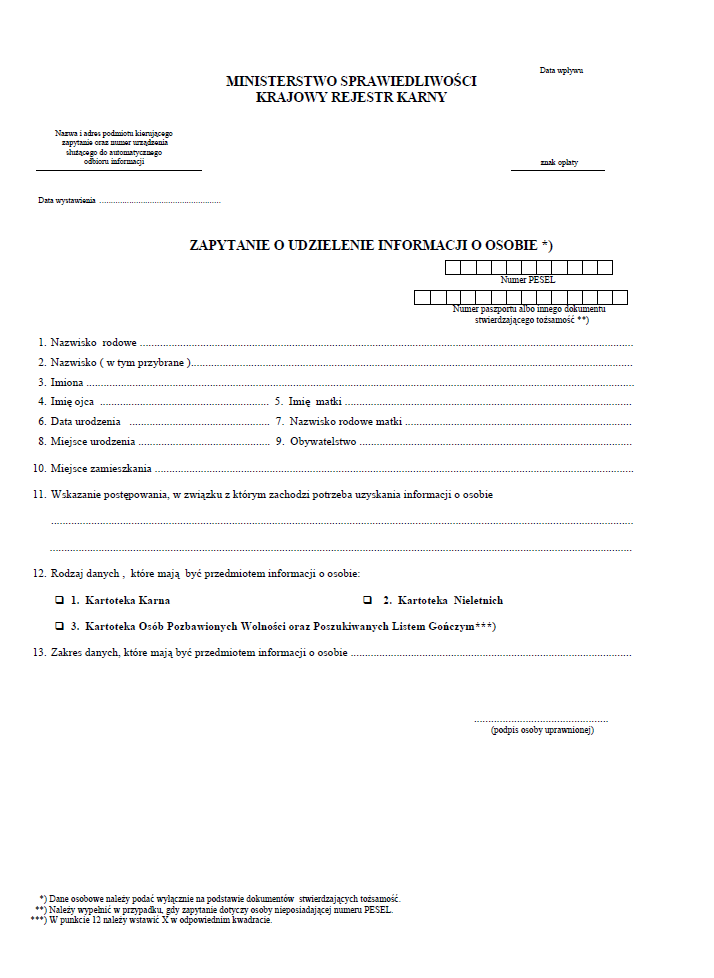 Data wpływu
MINISTERSTWO SPRAWIEDLIWOŚCI
KRAJOWY REJESTR KARNY
Nazwa i adres podmiotu kierującego
zapytanie oraz numer urządzenia
służącego do automatycznego
odbioru informacji
znak opłaty
Data wystawienia ......................................................
ZAPYTANIE O UDZIELENIE INFORMACJI O OSOBIE *)
Numer PESEL
Numer paszportu albo innego dokumentu
stwierdzającego tożsamość **)
1. Nazwisko rodowe ......................................................
2. Nazwisko ( w tym przybrane )......................................................
3. Imiona ......................................................
4. Imię ojca ...................................................... 5. Imię matki ......................................................
6. Data urodzenia ...................................................... 7. Nazwisko rodowe matki ......................................................
8. Miejsce urodzenia ...................................................... 9. Obywatelstwo ......................................................
10. Miejsce zamieszkania ......................................................
11. Wskazanie postępowania, w związku z którym zachodzi potrzeba uzyskania informacji o osobie
......................................................
......................................................
12. Rodzaj danych , które mają być przedmiotem informacji o osobie:
❑ 1. Kartoteka Karna ❑ 2. Kartoteka Nieletnich
❑ 3. Kartoteka Osób Pozbawionych Wolności oraz Poszukiwanych Listem Gończym***)
13. Zakres danych, które mają być przedmiotem informacji o osobie ......................................................
......................................................
(podpis osoby uprawnionej)
*) Dane osobowe należy podać wyłącznie na podstawie dokumentów stwierdzających tożsamość.
**) Należy wypełnić w przypadku, gdy zapytanie dotyczy osoby nieposiadającej numeru PESEL.
***) W punkcie 12 należy wstawić X w odpowiednim kwadracie.